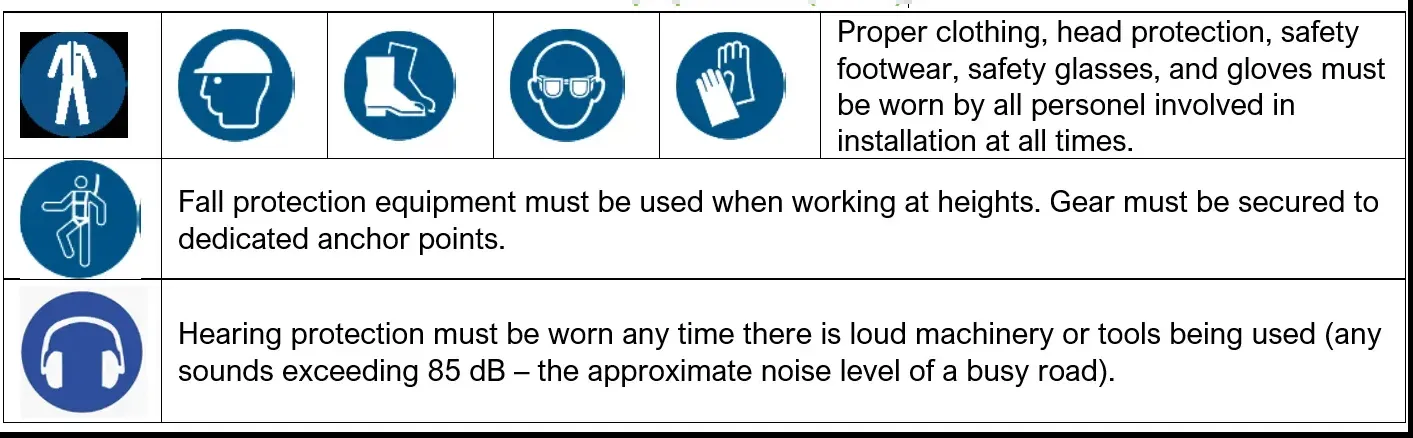 Proper clothing, head protection, safety
footwear, safety glasses, and gloves must
be worn by all personel involved in
installation at all times.
Fall protection equipment must be used when working at heights. Gear must be secured to
dedicated anchor points.
Hearing protection must be worn any time there is loud machinery or tools being used (any
sounds exceeding 85 dB – the approximate noise level of a busy road).